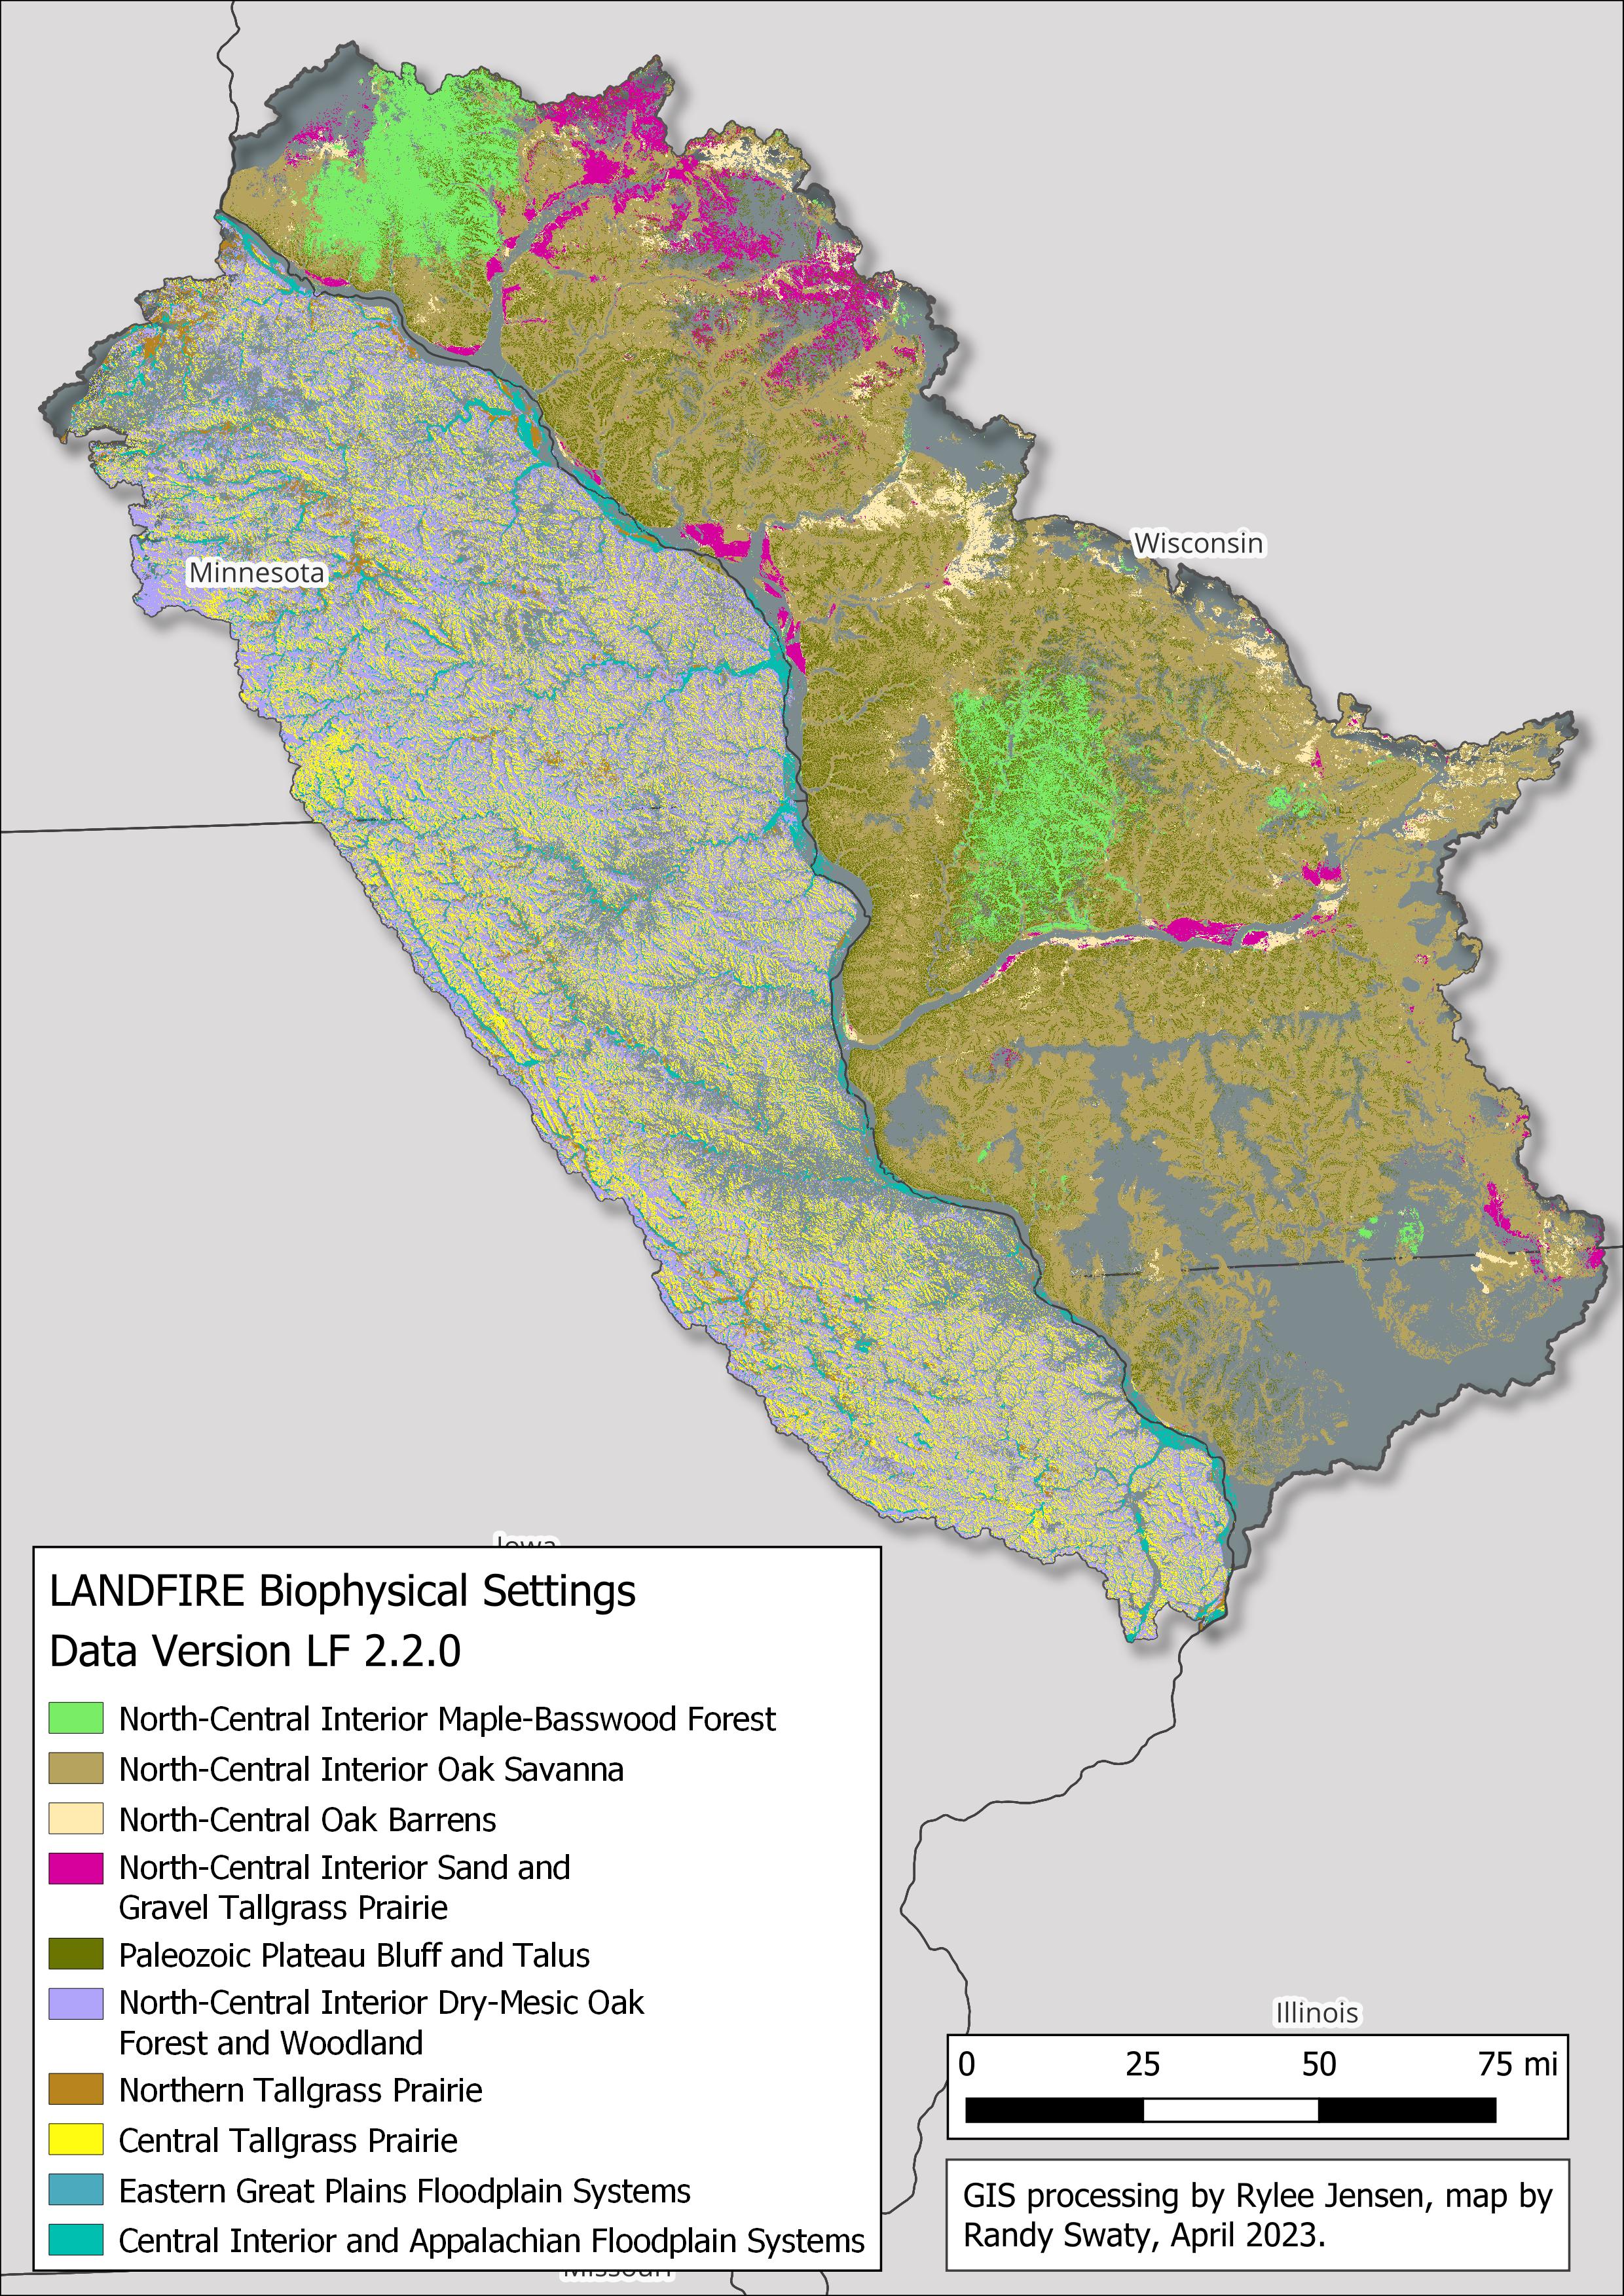 Wisconsin
Minnesota
Iowa
LANDFIRE Biophysical Settings
Data Version LF 2.2.0
North-Central Interior Maple-Basswood Forest
North-Central Interior Oak Savanna
North-Central Oak Barrens
North-Central Interior Sand and
Gravel Tallgrass Prairie
Paleozoic Plateau Bluff and Talus
North-Central Interior Dry-Mesic Oak
Forest and Woodland
Northern Tallgrass Prairie
Central Tallgrass Prairie
Eastern Great Plains Floodplain Systems
Central Interior and Appalachian Floodplain Systems
Missouri
Illinois
0 25 50 75 mi
GIS processing by Rylee Jensen, map by
Randy Swaty, April 2023.